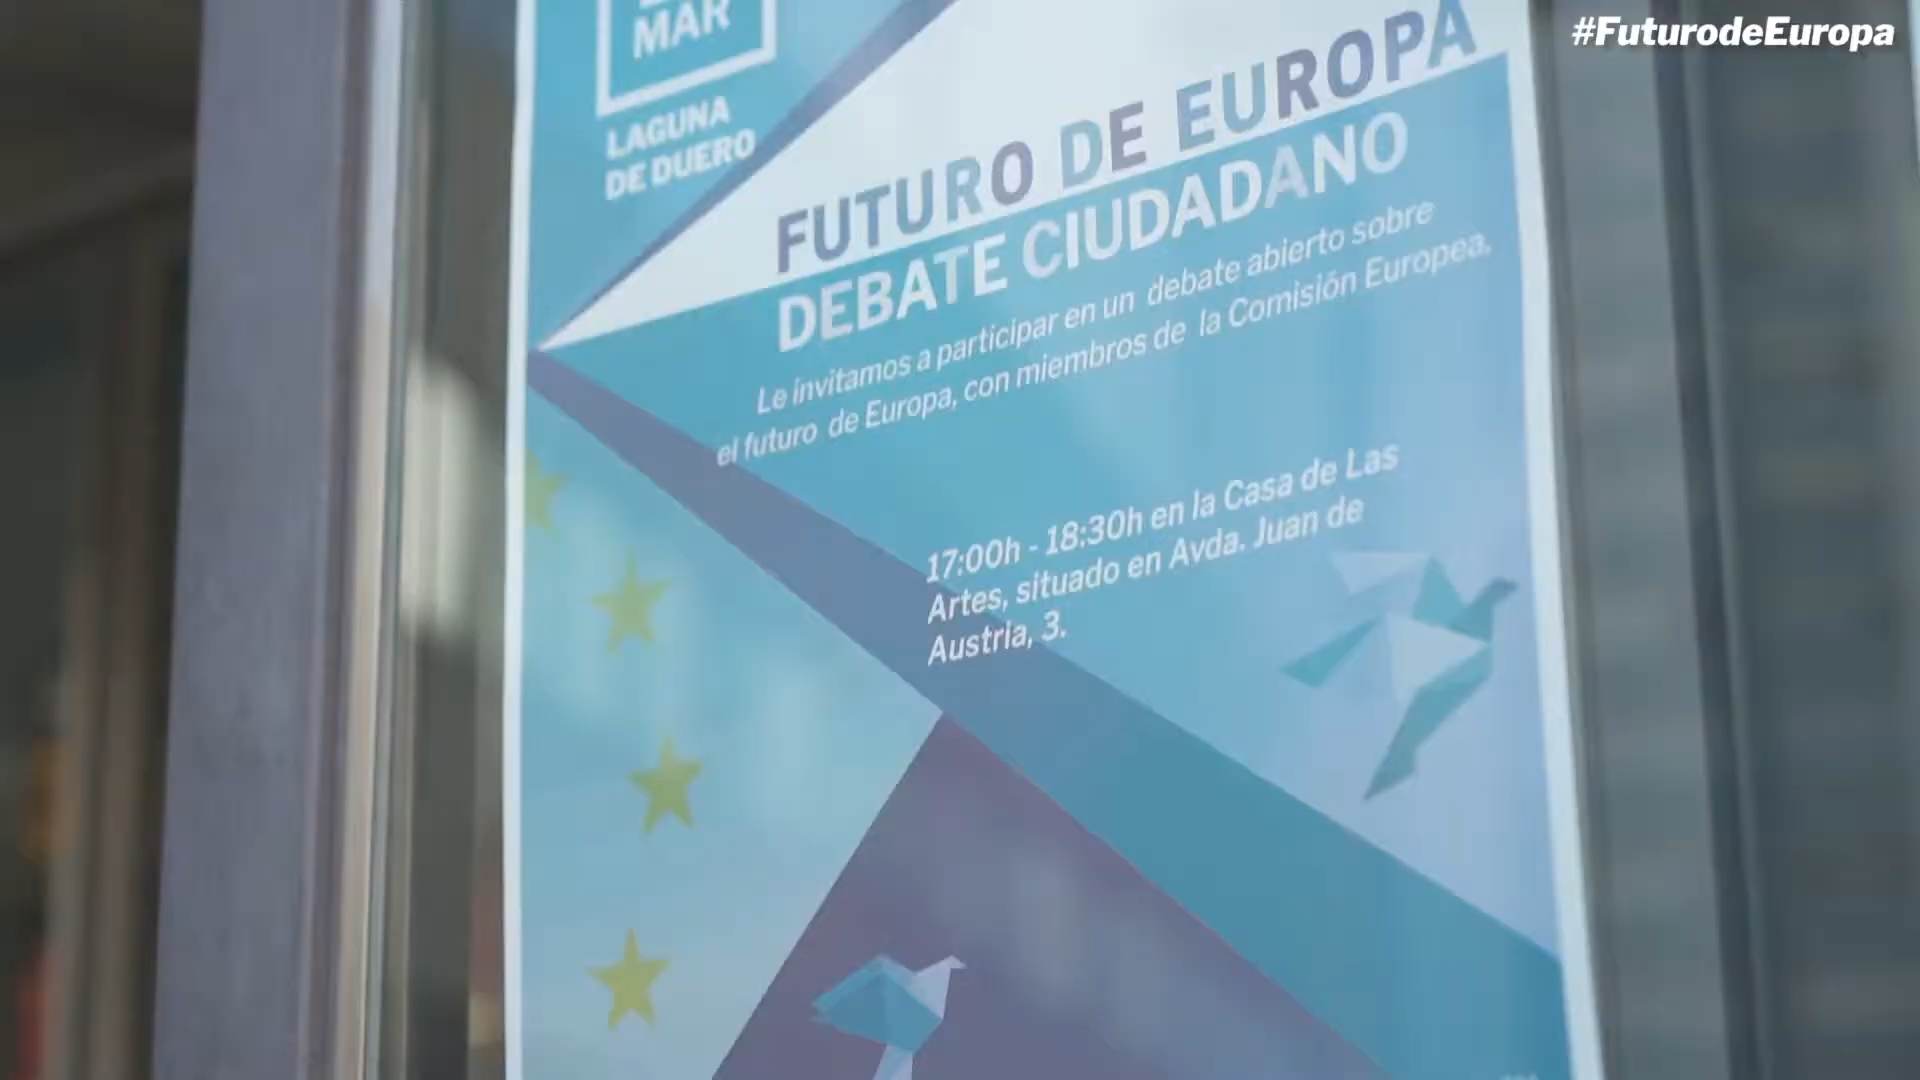 #FuturodeEuropa
MAR
LAGUNA
DE DUERO
FUTURO DE EUROPA
DEBATE CIUDADANO
Le invitamos a participar en un debate abierto sobre
el futuro de Europa, con miembros de la Comisión Europea.
17:00h - 18:30h en la Casa de Las
Artes, situado en Avda. Juan de
Austria, 3.